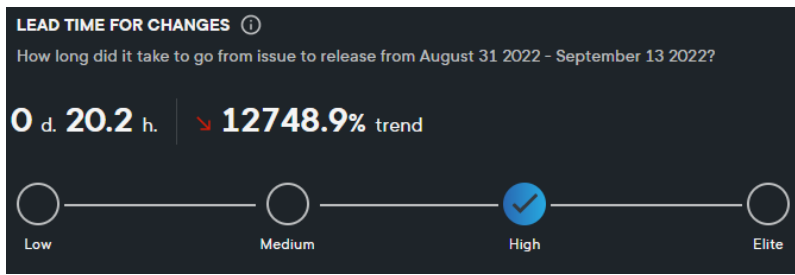 LEAD TIME FOR CHANGES
How long did it take to go from issue to release from August 31 2022 - September 13 2022?
0 d. 20.2 h. 12748.9% trend
Low Medium High Elite